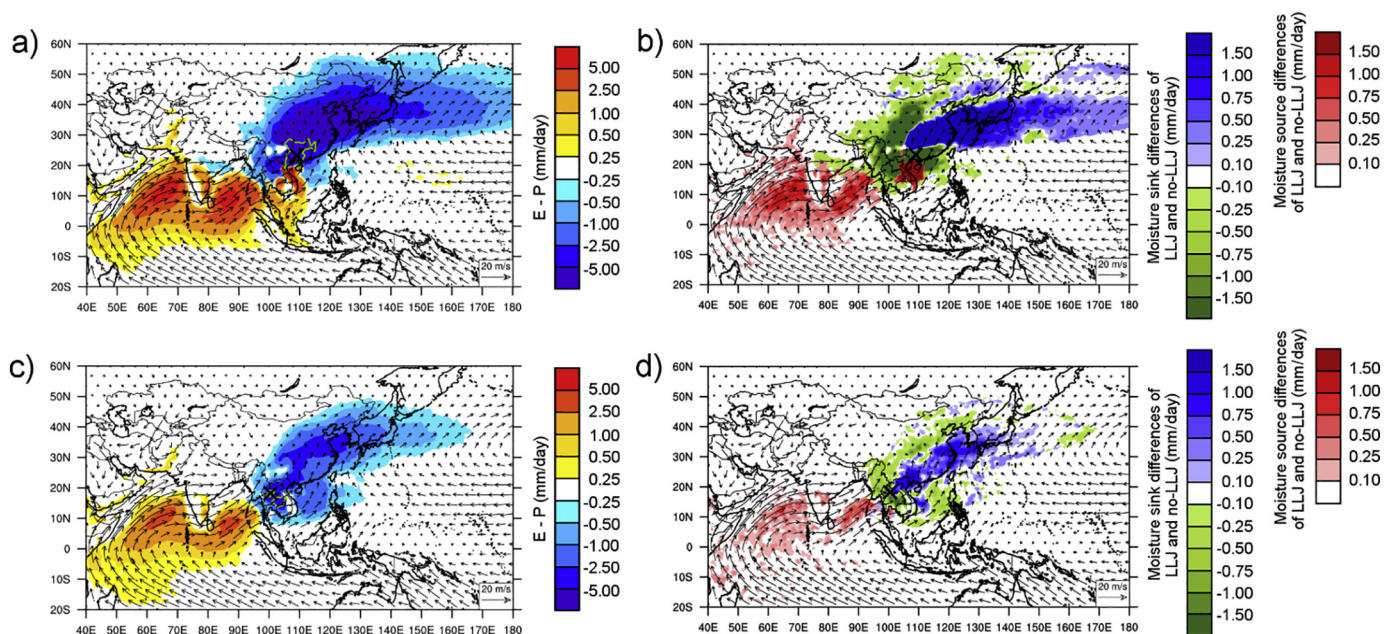 a)
60N
50N
40N
30N
20N
10N
0
10S
20S
40E 50E 60E 70E 80E 90E 100E 110E 120E 130E 140E 150E 160E 170E 180
20 m/s
5.00
2.50
1.00
0.50
0.25
-0.25
-0.50
-1.00
-2.50
-5.00
E - P (mm/day)
b)
60N
50N
40N
30N
20N
10N
0
10S
20S
40E 50E 60E 70E 80E 90E 100E 110E 120E 130E 140E 150E 160E 170E 180
20 m/s
Moisture sink differences of
LLJ and no-LLJ (mm/day)
1.50
1.00
0.75
0.50
0.25
0.10
-0.10
-0.25
-0.50
-0.75
-1.00
-1.50
Moisture source differences
of LLJ and no-LLJ (mm/day)
1.50
1.00
0.75
0.50
0.25
0.10
c)
60N
50N
40N
30N
20N
10N
0
10S
20S
40E 50E 60E 70E 80E 90E 100E 110E 120E 130E 140E 150E 160E 170E 180
20 m/s
5.00
2.50
1.00
0.50
0.25
-0.25
-0.50
-1.00
-2.50
-5.00
E - P (mm/day)
d)
60N
50N
40N
30N
20N
10N
0
10S
20S
40E 50E 60E 70E 80E 90E 100E 110E 120E 130E 140E 150E 160E 170E 180
20 m/s
Moisture sink differences of
LLJ and no-LLJ (mm/day)
1.50
1.00
0.75
0.50
0.25
0.10
-0.10
-0.25
-0.50
-0.75
-1.00
-1.50
Moisture source differences
of LLJ and no-LLJ (mm/day)
1.50
1.00
0.75
0.50
0.25
0.10